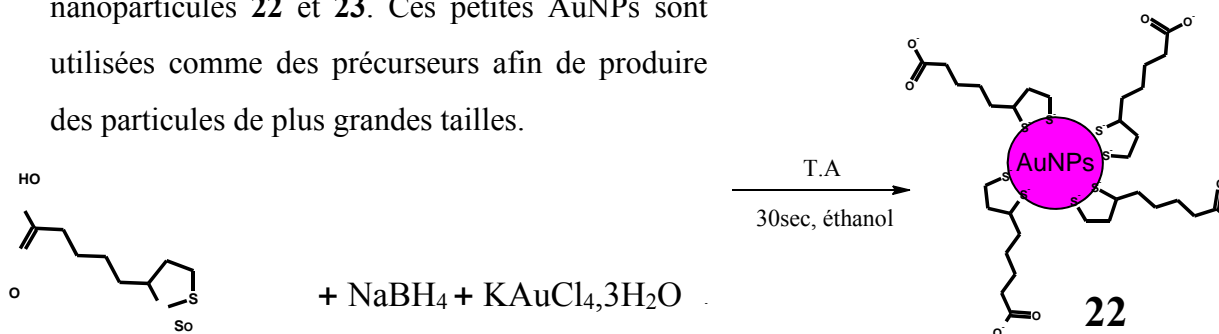 nanoparticules 22 et 23. Ces petites AuNPs sont
utilisées comme des précurseurs afin de produire
des particules de plus grandes tailles.
HO
O
S
So
+ NaBH4 + KAuCl4,3H2O
T.A
30sec, éthanol
O O-
O-
O
S- S-
S-
S-
AuNPs
S- S-
S- S-
O
O- O
22